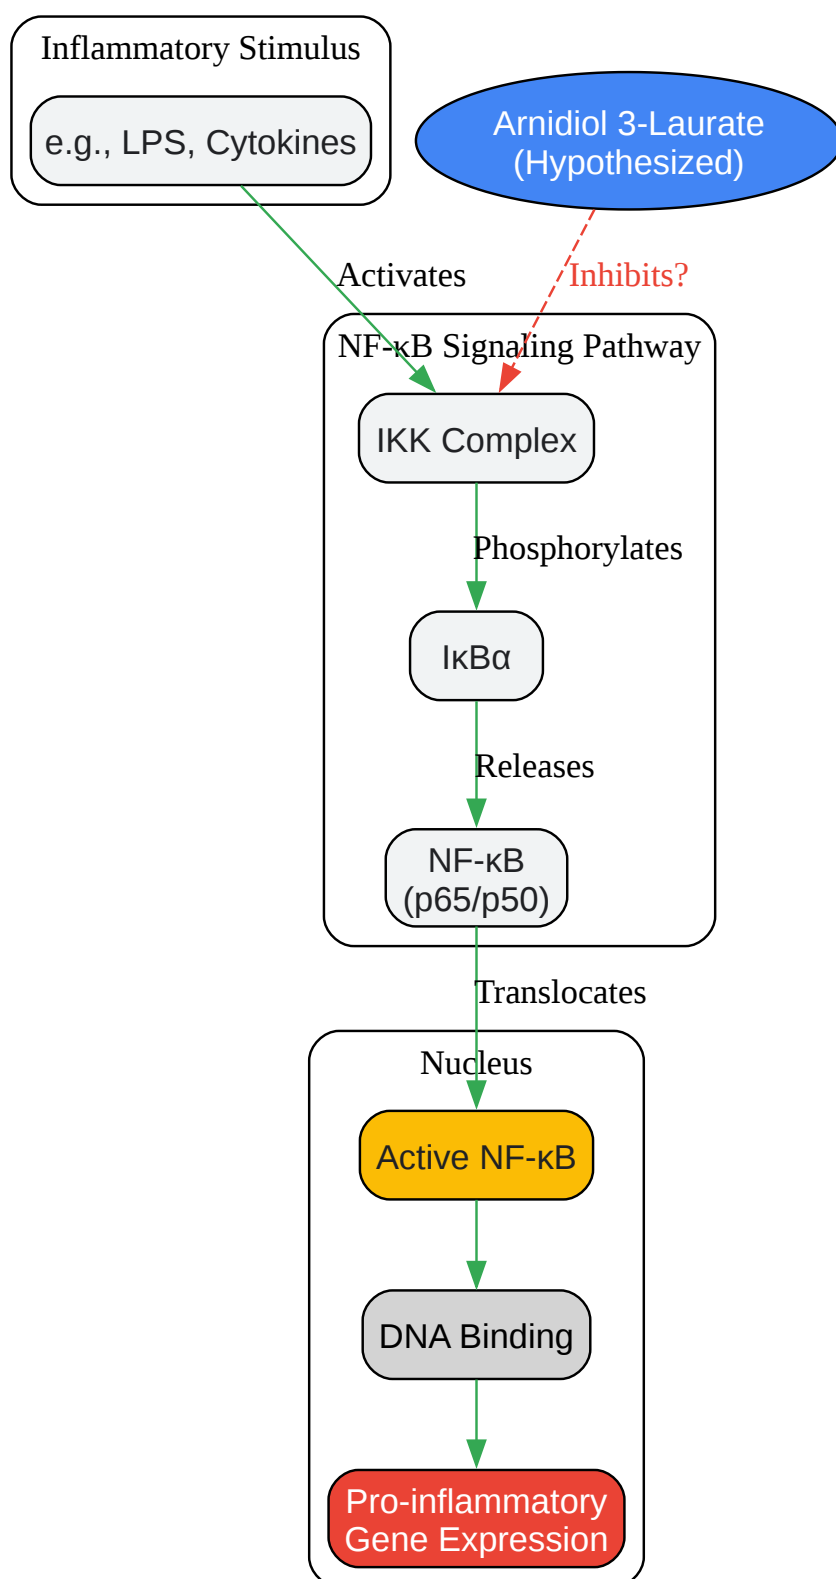 Inflammatory Stimulus
e.g., LPS, Cytokines
Arnidiol 3-Laurate
(Hypothesized)
Activates
Inhibits?
NF-κB Signaling Pathway
IKK Complex
Phosphorylates
IκBα
Releases
NF-κB
(p65/p50)
Translocates
Nucleus
Active NF-κB
DNA Binding
Pro-inflammatory
Gene Expression